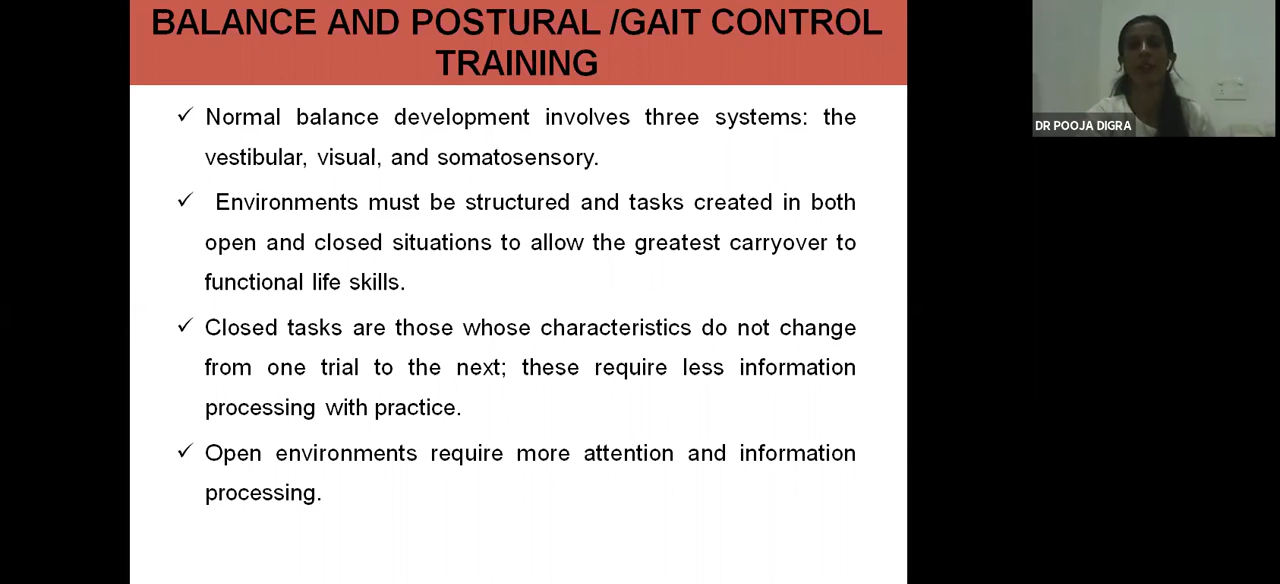 BALANCE AND POSTURAL /GAIT CONTROL
TRAINING
DR POOJA DIGRA
✓ Normal balance development involves three systems: the
vestibular, visual, and somatosensory.
✓ Environments must be structured and tasks created in both
open and closed situations to allow the greatest carryover to
functional life skills.
✓ Closed tasks are those whose characteristics do not change
from one trial to the next; these require less information
processing with practice.
✓ Open environments require more attention and information
processing.